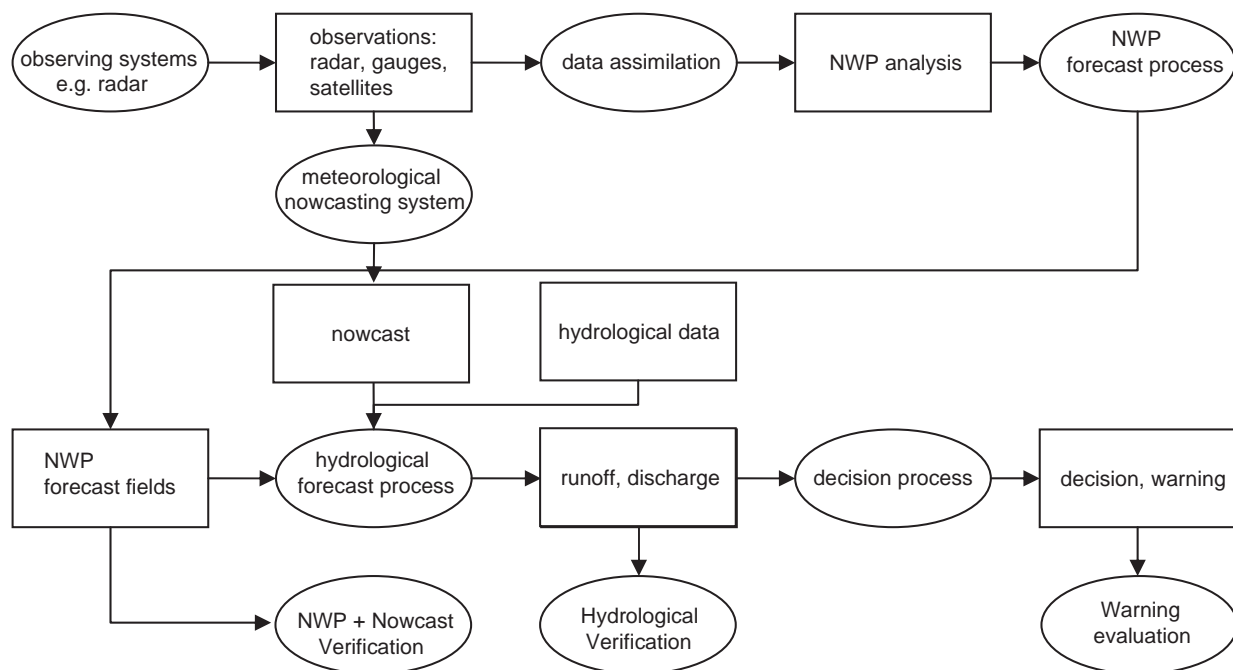 observing systems
e.g. radar
observations:
radar, gauges,
satellites
data assimilation
NWP analysis
NWP
forecast process
meteorological
nowcasting system
nowcast
hydrological data
NWP
forecast fields
hydrological
forecast process
runoff, discharge
decision process
decision, warning
NWP + Nowcast
Verification
Hydrological
Verification
Warning
evaluation